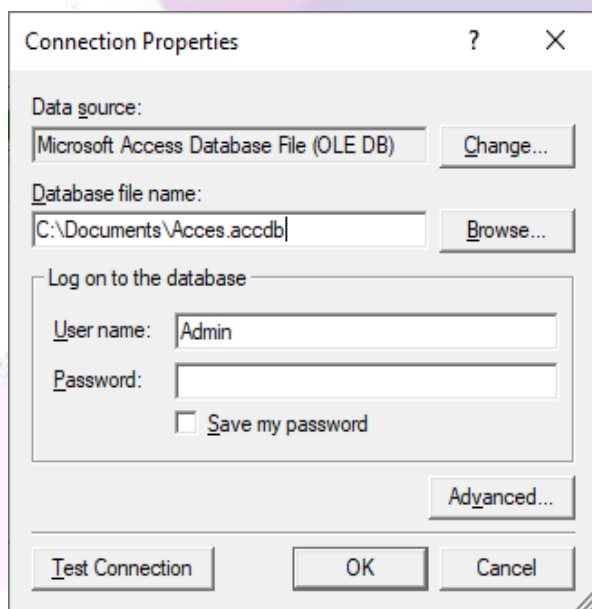 Connection Properties ?
Data source:
Microsoft Access Database File (OLE DB) Change...
Database file name:
C:\Documents\Acces.accdb Browse...
Log on to the database
User name: Admin
Password:
Save my password
Advanced...
Test Connection OK Cancel